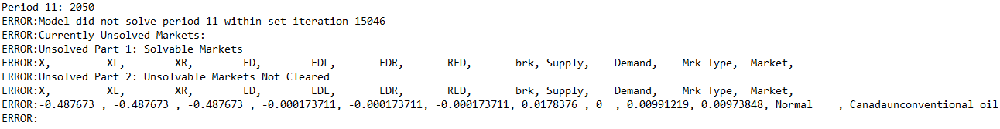 Period 11: 2050
ERROR:Model did not solve period 11 within set iteration 15046
ERROR:Currently Unsolved Markets:
ERROR:Unsolved Part 1: Solvable Markets
ERROR:X, XL, XR, ED, EDL, EDR, RED, brk, Supply, Demand, Mrk Type, Market,
ERROR:Unsolved Part 2: Unsolvable Markets Not Cleared
ERROR:X, XL, XR, ED, EDL, EDR, RED, brk, Supply, Demand, Mrk Type, Market,
ERROR:-0.487673 , -0.487673 , -0.487673 , -0.000173711, -0.000173711, -0.000173711, 0.0178376 , 0 , 0.00991219, 0.00973848, Normal , Canadaunconventional oil
ERROR: